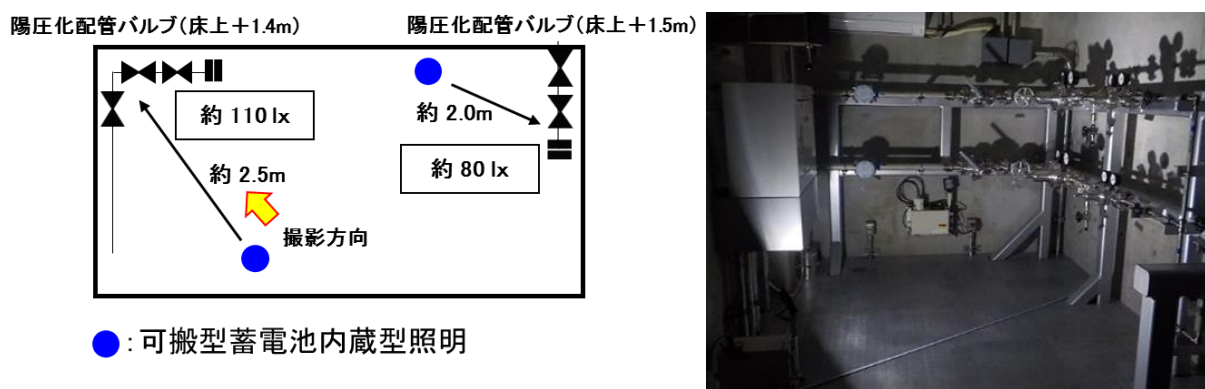 陽圧化配管バルブ(床上+1.4m)
陽圧化配管バルブ(床上+1.5m)
約 110 lx
約 2.0m
約 80 lx
約 2.5m
撮影方向
:可搬型蓄電池内蔵型照明